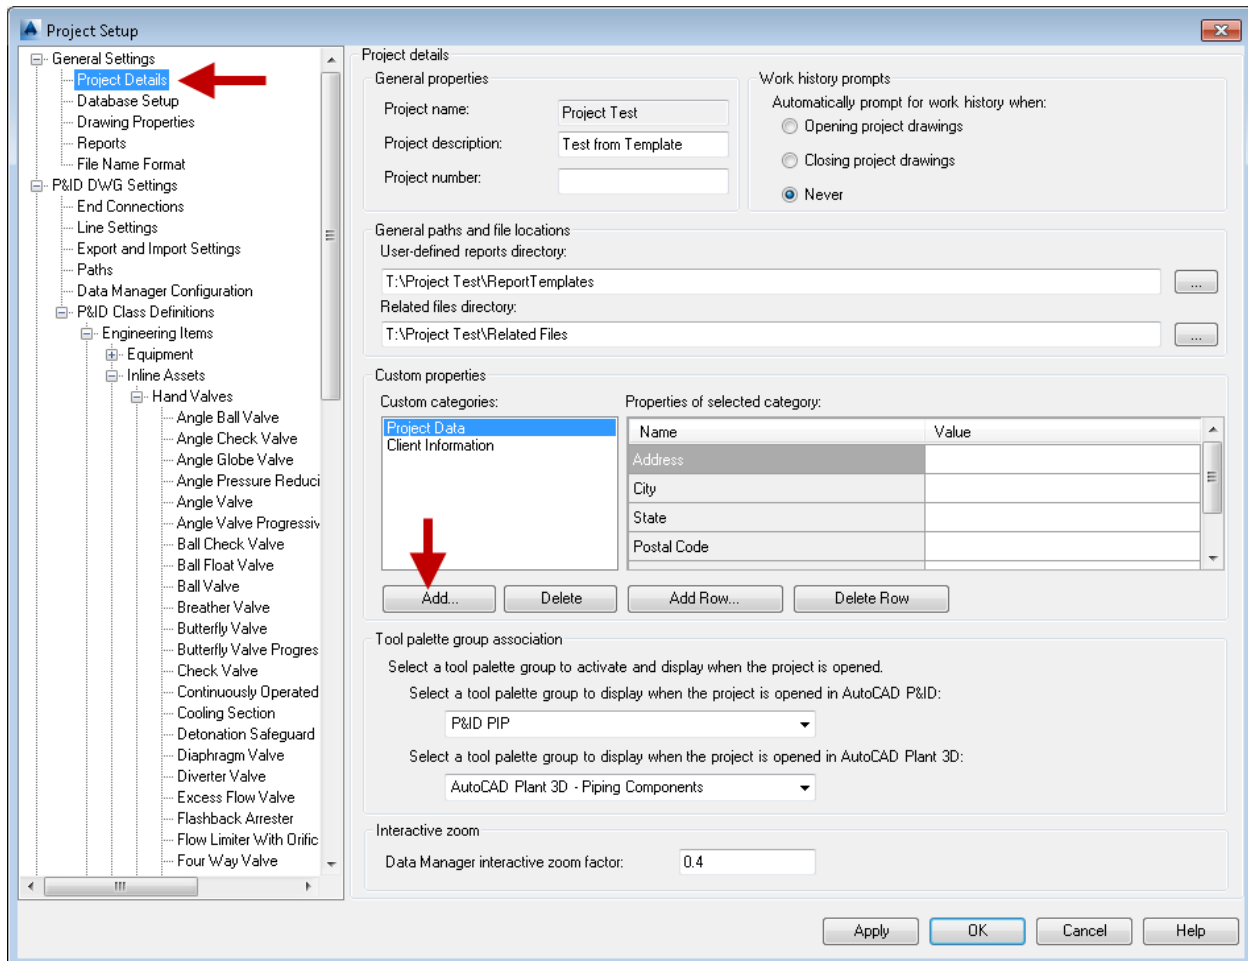 Project Setup
General Settings
Project Details
Database Setup
Drawing Properties
Reports
File Name Format
P&ID DWG Settings
End Connections
Line Settings
Export and Import Settings
Paths
Data Manager Configuration
P&ID Class Definitions
Engineering Items
Equipment
Inline Assets
Hand Valves
Angle Ball Valve
Angle Check Valve
Angle Globe Valve
Angle Pressure Reduci
Angle Valve
Angle Valve Progressiv
Ball Check Valve
Ball Float Valve
Ball Valve
Breather Valve
Butterfly Valve
Butterfly Valve Progres
Check Valve
Continuously Operated
Cooling Section
Detonation Safeguard
Diaphragm Valve
Diverter Valve
Excess Flow Valve
Flashback Arrester
Flow Limiter With Orific
Four Way Valve
Project details
General properties
Project name: Project Test
Project description: Test from Template
Project number:
Work history prompts
Automatically prompt for work history when:
Opening project drawings
Closing project drawings
Never
General paths and file locations
User-defined reports directory:
T:\Project Test\ReportTemplates
...
Related files directory:
T:\Project Test\Related Files
...
Custom properties
Custom categories:
Project Data
Client Information
Properties of selected category:
Name Value
Address
City
State
Postal Code
Add... Delete Add Row... Delete Row
Tool palette group association
Select a tool palette group to activate and display when the project is opened.
Select a tool palette group to display when the project is opened in AutoCAD P&ID:
P&ID PIP
Select a tool palette group to display when the project is opened in AutoCAD Plant 3D:
AutoCAD Plant 3D - Piping Components
Interactive zoom
Data Manager interactive zoom factor: 0.4
Apply OK Cancel Help